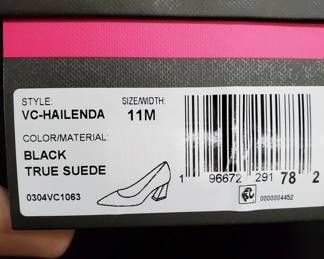 STYLE: SIZE/WIDTH:
VC-HAILENDA 11M
COLOR/MATERIAL:
BLACK
TRUE SUEDE
0304VC1063
1 96672 291 78 2
0000004452